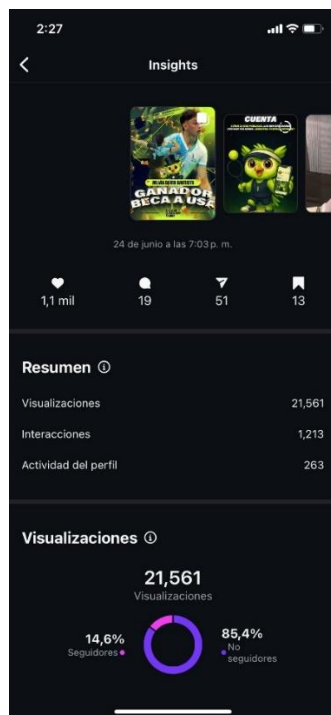 2:27
Insights
GANADOR
BECA A USA
CUENTA
24 de junio a las 7:03 p. m.
1,1 mil
19
51
13
Resumen
Visualizaciones 21,561
Interacciones 1,213
Actividad del perfil 263
Visualizaciones
21,561
Visualizaciones
14,6%
Seguidores
85,4%
No
seguidores